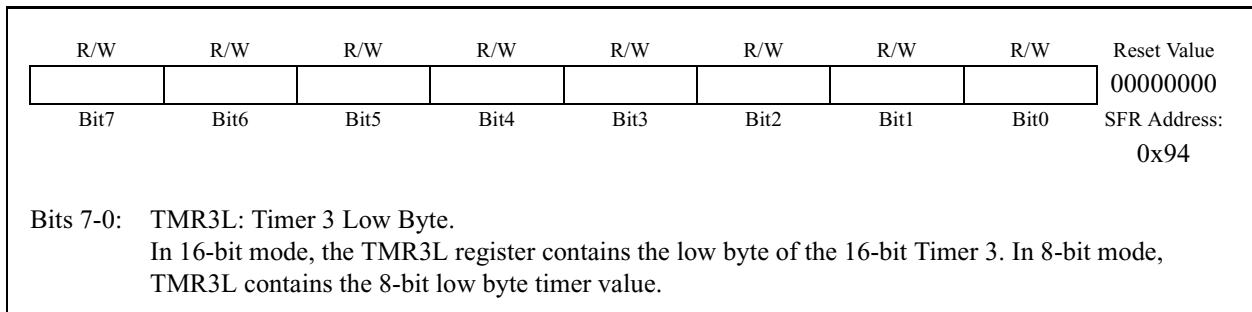 R/W R/W R/W R/W R/W R/W R/W R/W Reset Value
00000000
Bit7 Bit6 Bit5 Bit4 Bit3 Bit2 Bit1 Bit0 SFR Address:
0x94
Bits 7-0: TMR3L: Timer 3 Low Byte.
In 16-bit mode, the TMR3L register contains the low byte of the 16-bit Timer 3. In 8-bit mode,
TMR3L contains the 8-bit low byte timer value.